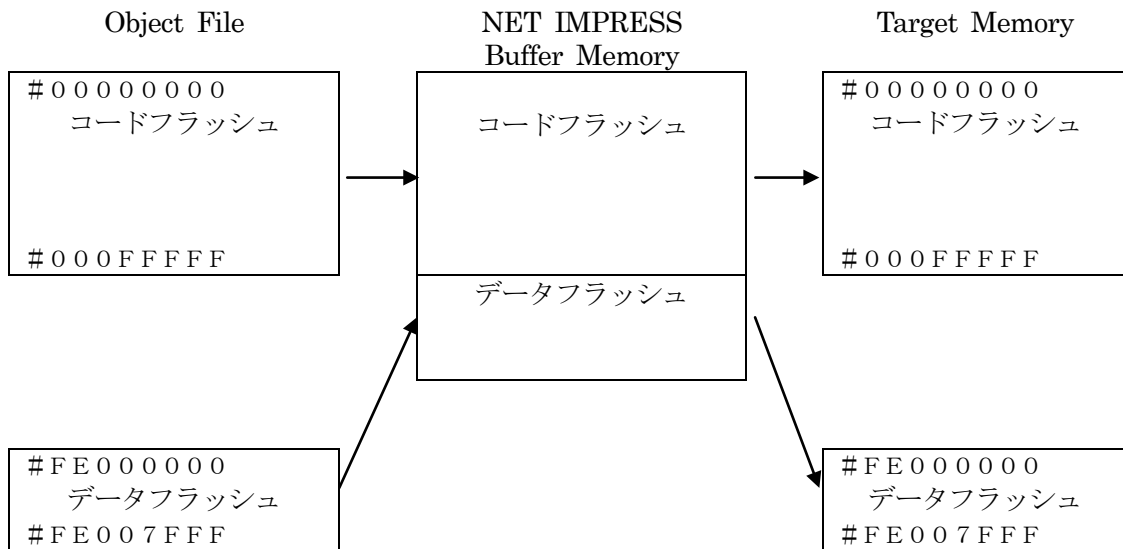 Object File
NET IMPRESS
Buffer Memory
Target Memory
＃００００００００
コードフラッシュ
＃０００ＦＦＦＦＦ
コードフラッシュ
データフラッシュ
＃００００００００
コードフラッシュ
＃０００ＦＦＦＦＦ
＃ＦＥ００００００
データフラッシュ
＃ＦＥ００７ＦＦＦ
＃ＦＥ００００００
データフラッシュ
＃ＦＥ００７ＦＦＦ